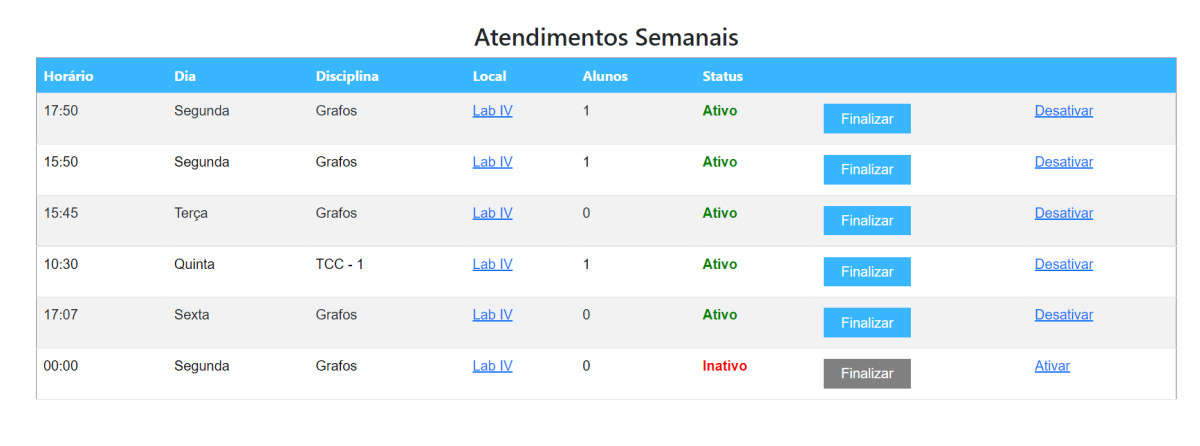 Atendimentos Semanais
Horário Dia Disciplina Local Alunos Status
17:50 Segunda Grafos Lab IV 1 Ativo Finalizar Desativar
15:50 Segunda Grafos Lab IV 1 Ativo Finalizar Desativar
15:45 Terça Grafos Lab IV 0 Ativo Finalizar Desativar
10:30 Quinta TCC - 1 Lab IV 1 Ativo Finalizar Desativar
17:07 Sexta Grafos Lab IV 0 Ativo Finalizar Desativar
00:00 Segunda Grafos Lab IV 0 Inativo Finalizar Ativar